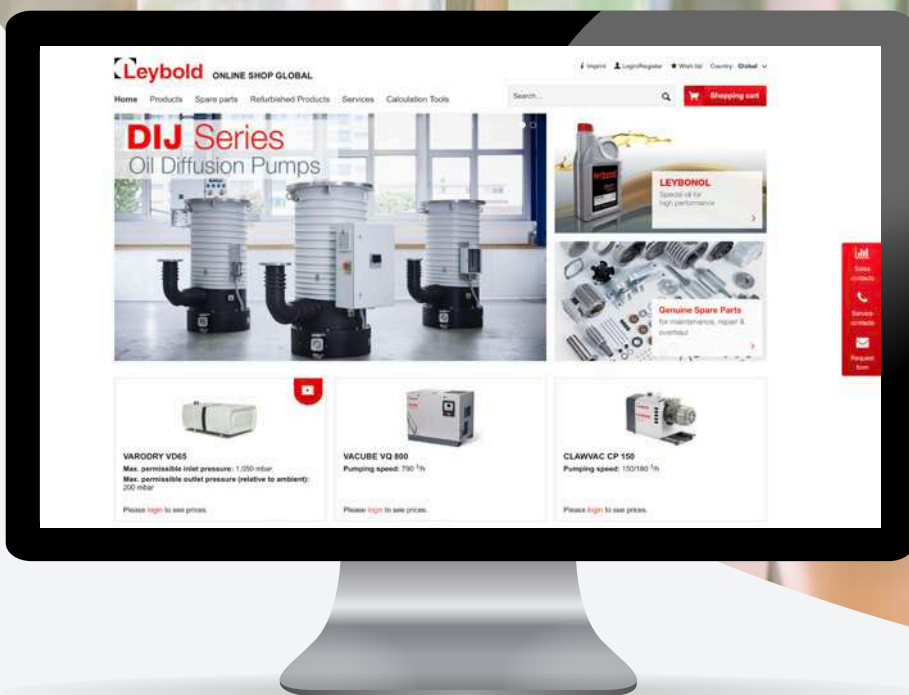 Leybold ONLINE SHOP GLOBAL
Imprint Login/Register Wish list Country: Global
Home Products Spare parts Refurbished Products Services Calculation Tools
Search...
Shopping cart
DIJ Series
Oil Diffusion Pumps
LEYBONOL
Special oil for
high performance
Genuine Spare Parts
for maintenance, repair &
overhaul
Sales
contacts
Service
contacts
Request
form
VARODRY VD65
Max. permissible inlet pressure: 1,050 mbar
Max. permissible outlet pressure (relative to ambient):
200 mbar
Please login to see prices.
VACUBE VQ 800
Pumping speed: 790 ¹/h
Please login to see prices.
CLAWVAC CP 150
Pumping speed: 150/180 ¹/h
Please login to see prices.